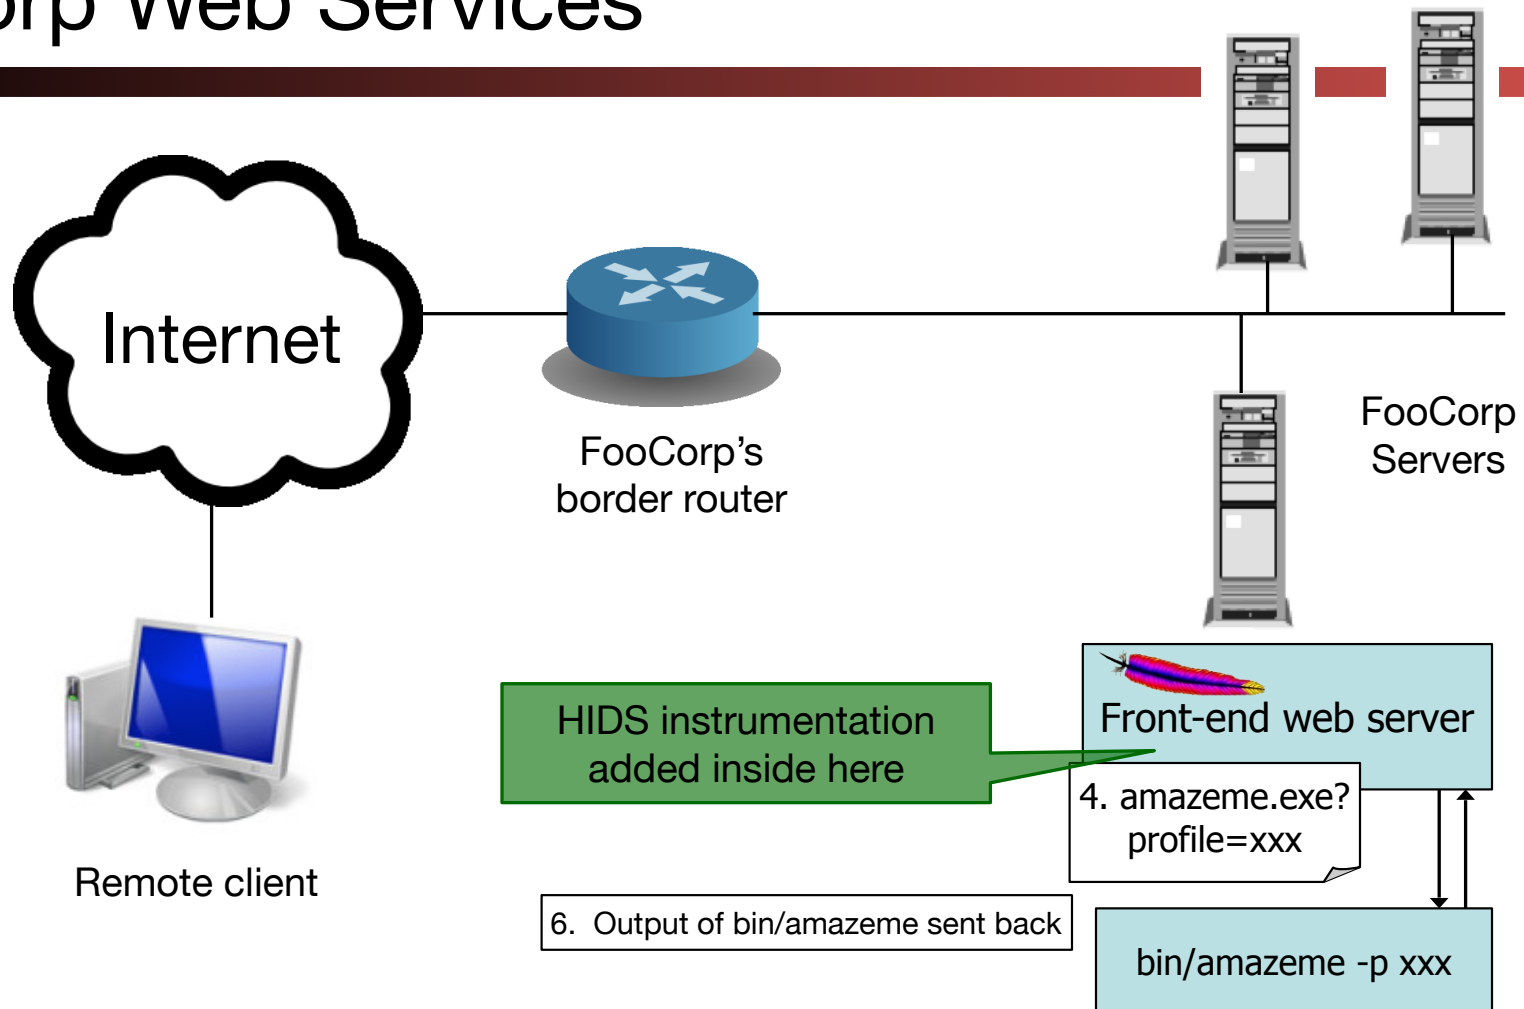 orp Web Services
Internet
FooCorp's
border router
FooCorp
Servers
Remote client
HIDS instrumentation
added inside here
Front-end web server
4. amazeme.exe?
profile=xxx
6. Output of bin/amazeme sent back
bin/amazeme -p xxx